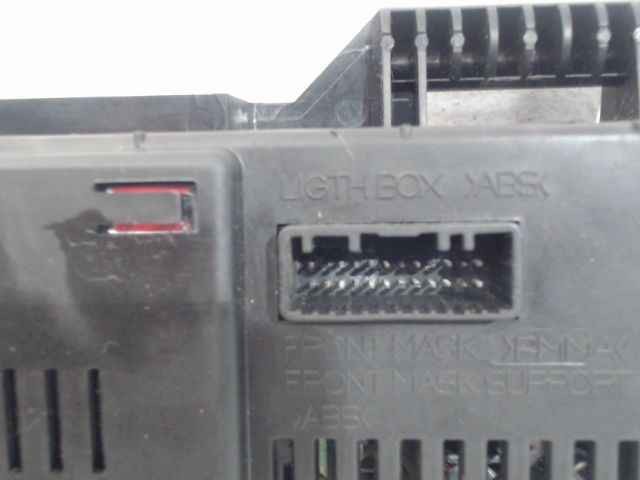 LIGTH BOX >ABS<
FRONT MASK
FRONT MASK SUPPORT
>ABS<